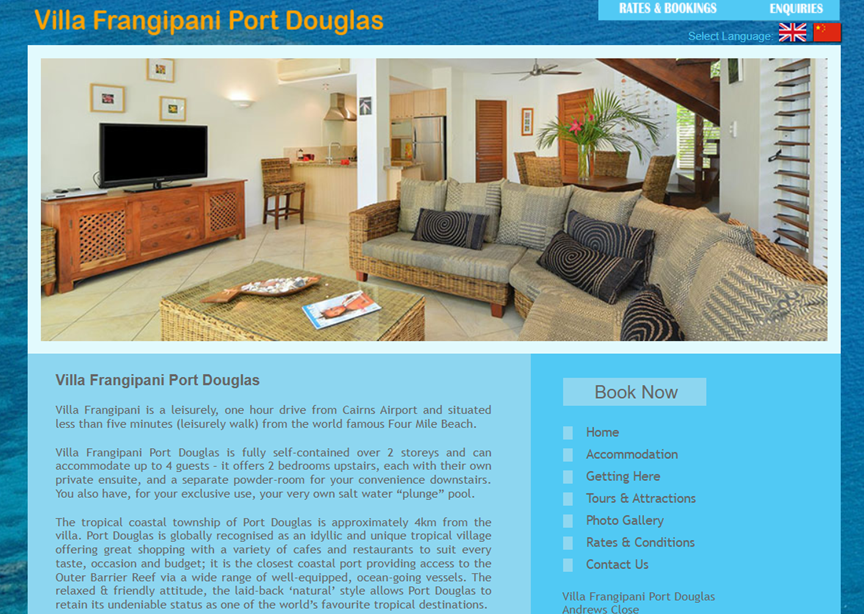 Villa Frangipani Port Douglas
RATES & BOOKINGS
ENQUIRIES
Select Language:
Villa Frangipani Port Douglas
Villa Frangipani is a leisurely, one hour drive from Cairns Airport and situated
less than five minutes (leisurely walk) from the world famous Four Mile Beach.
Villa Frangipani Port Douglas is fully self-contained over 2 storeys and can
accommodate up to 4 guests - it offers 2 bedrooms upstairs, each with their own
private ensuite, and a separate powder-room for your convenience downstairs.
You also have, for your exclusive use, your very own salt water “plunge” pool.
The tropical coastal township of Port Douglas is approximately 4km from the
villa. Port Douglas is globally recognised as an idyllic and unique tropical village
offering great shopping with a variety of cafes and restaurants to suit every
taste, occasion and budget; it is the closest coastal port providing access to the
Outer Barrier Reef via a wide range of well-equipped, ocean-going vessels. The
relaxed & friendly attitude, the laid-back ‘natural’ style allows Port Douglas to
retain its undeniable status as one of the world’s favourite tropical destinations.
Book Now
Home
Accommodation
Getting Here
Tours & Attractions
Photo Gallery
Rates & Conditions
Contact Us
Villa Frangipani Port Douglas
Andrews Close